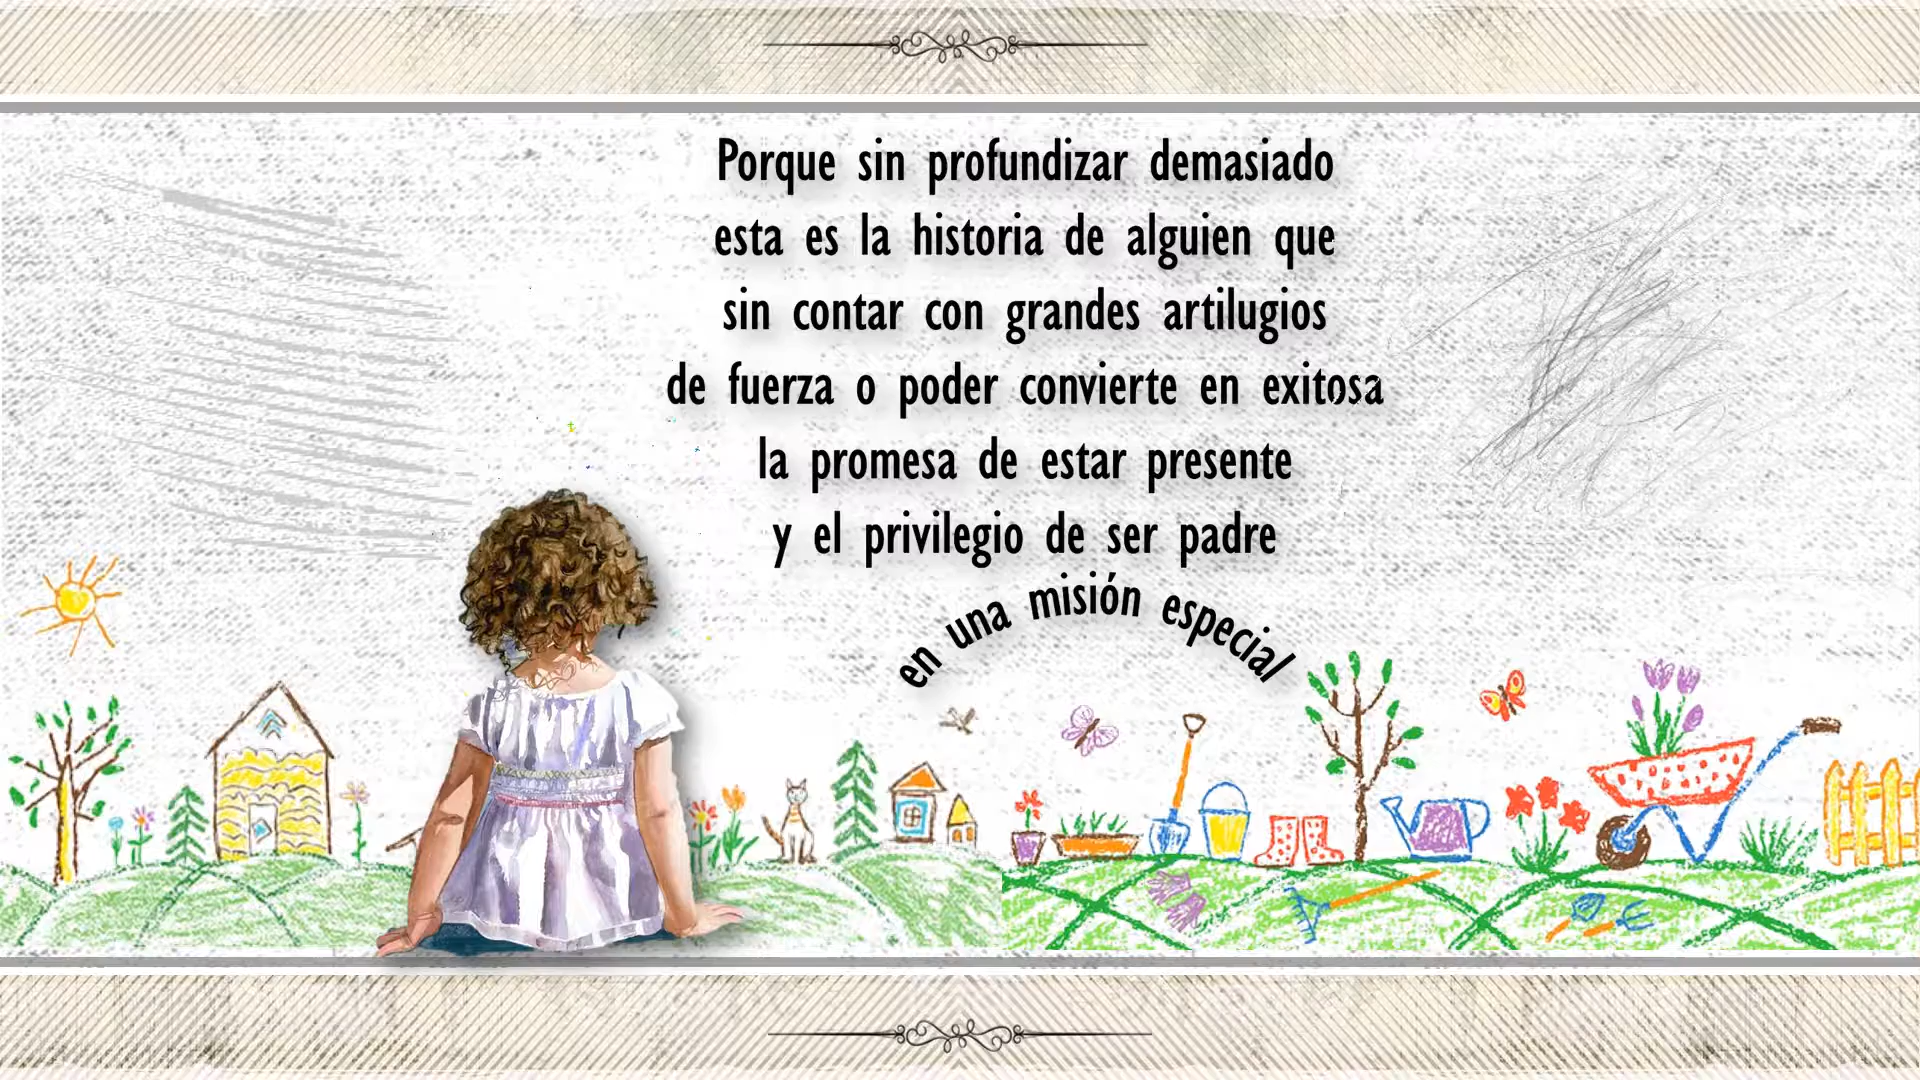 Porque sin profundizar demasiado
esta es la historia de alguien que
sin contar con grandes artilugios
de fuerza o poder convierte en exitosa
la promesa de estar presente
y el privilegio de ser padre
en una misión especial